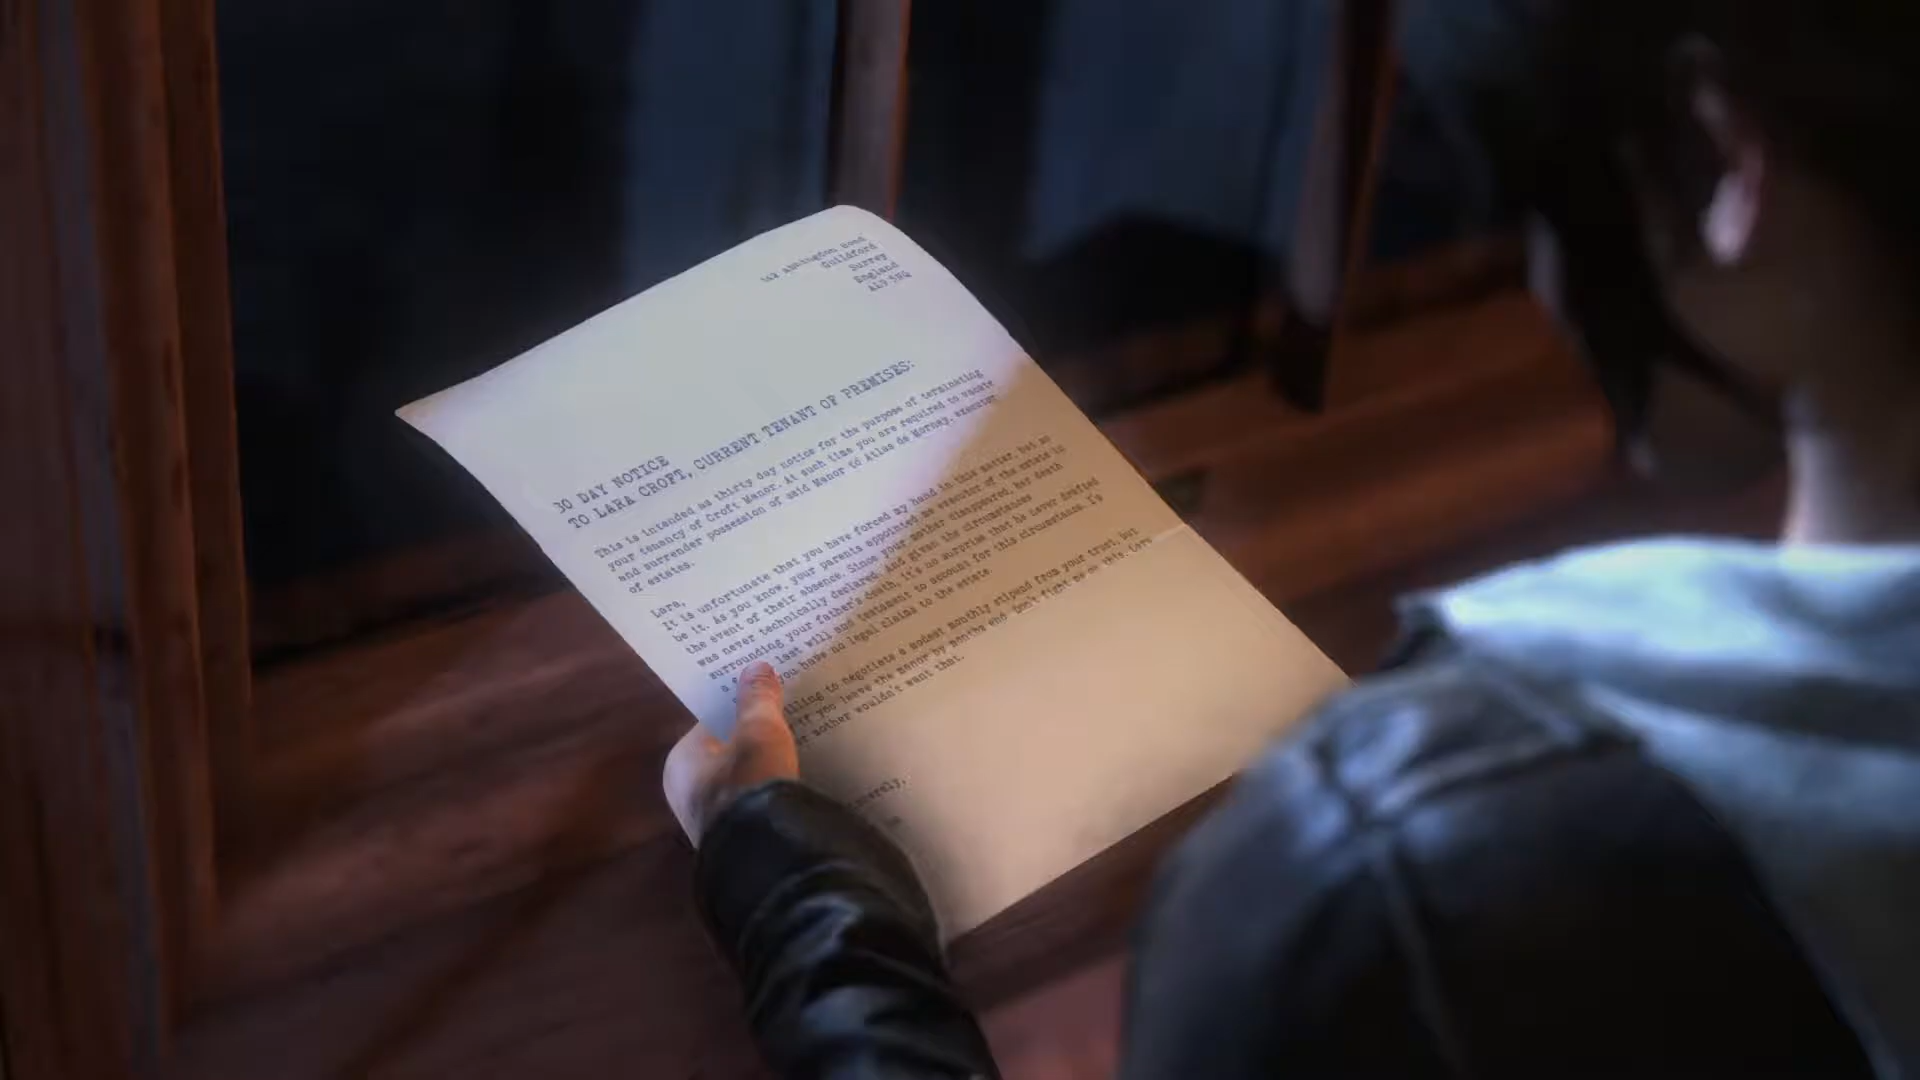 Abbingdon Road
Guildford
Surrey
England
30 DAY NOTICE
TO LARA CROFT, CURRENT TENANT OF PREMISES:
This is intended as thirty day notice for the purpose of terminating
your tenancy of Croft Manor. At such time you are required to vacate
and surrender possession of said Manor to Atlas de Mornay, executor
of estates.
Lara,
It is unfortunate that you have forced my hand in this matter, but so
be it. As you know, your parents appointed me executor of the estate in
the event of their absence. Since your mother disappeared, her death
was never technically declared, and given the circumstances
surrounding your father's death, it's no surprise that he never drafted
a last will and testament to account for this circumstance. I'm
you have no legal claims to the estate.
willing to negotiate a modest monthly stipend from your trust, but
if you leave the manor by months end. Don't fight me on this, Lara
mother wouldn't want that.